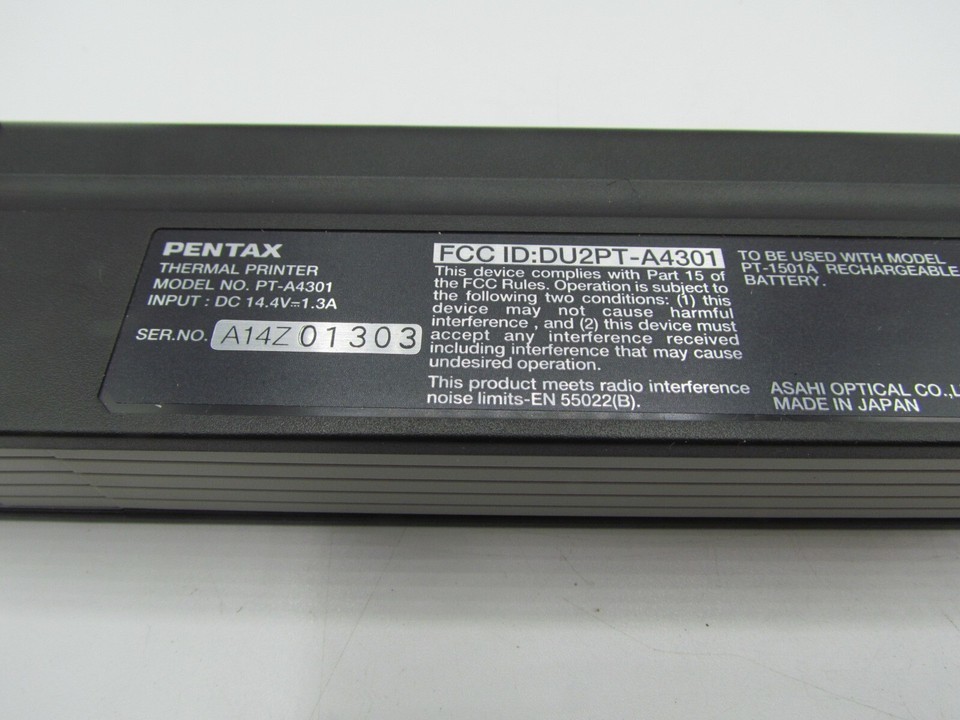 PENTAX
THERMAL PRINTER
MODEL NO. PT-A4301
INPUT : DC 14.4V⎓1.3A
SER.NO. A14Z01303
FCC ID:DU2PT-A4301
This device complies with Part 15 of
the FCC Rules. Operation is subject to
the following two conditions: (1) this
device may not cause harmful
interference , and (2) this device must
accept any interference received
including interference that may cause
undesired operation.
This product meets radio interference
noise limits-EN 55022(B).
TO BE USED WITH MODEL
PT-1501A RECHARGEABLE
BATTERY.
ASAHI OPTICAL CO.,
MADE IN JAPAN